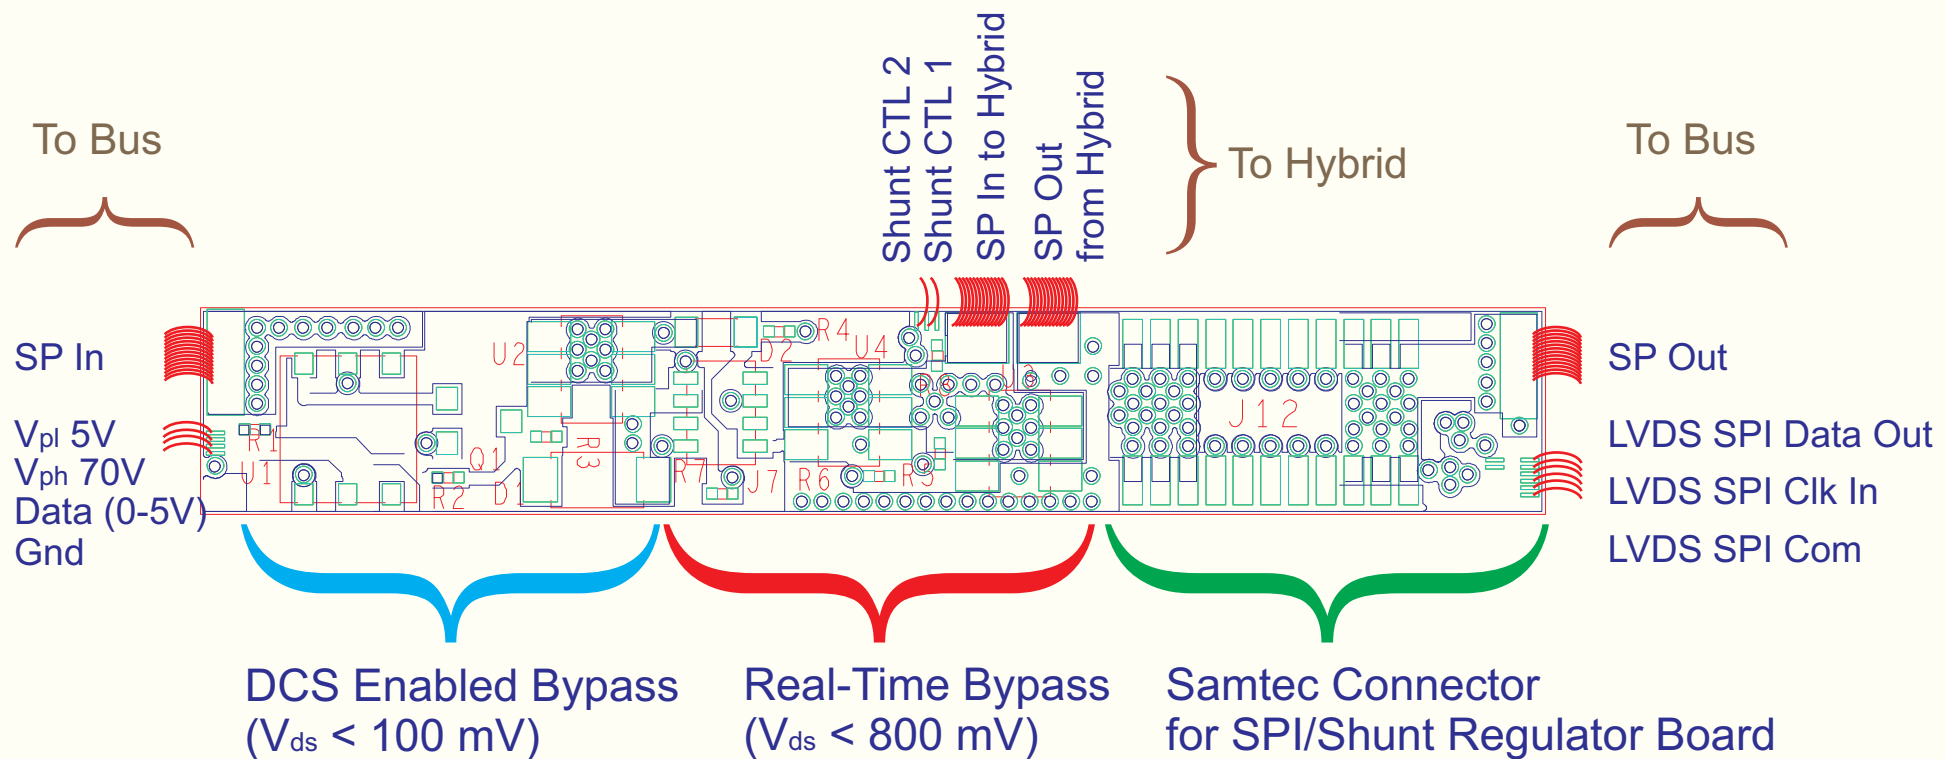 Shunt CTL 2
Shunt CTL 1
SP In to Hybrid
SP Out
from Hybrid
To Bus
To Hybrid
To Bus
SP In
Vpl 5V
Vph 70V
Data (0-5V)
Gnd
SP Out
LVDS SPI Data Out
LVDS SPI Clk In
LVDS SPI Com
U2
D2
R4
U4
R1
U1
Q1
R2
D1
R3
R7
J7
R6
R5
J12
DCS Enabled Bypass
(Vds < 100 mV)
Real-Time Bypass
(Vds < 800 mV)
Samtec Connector
for SPI/Shunt Regulator Board